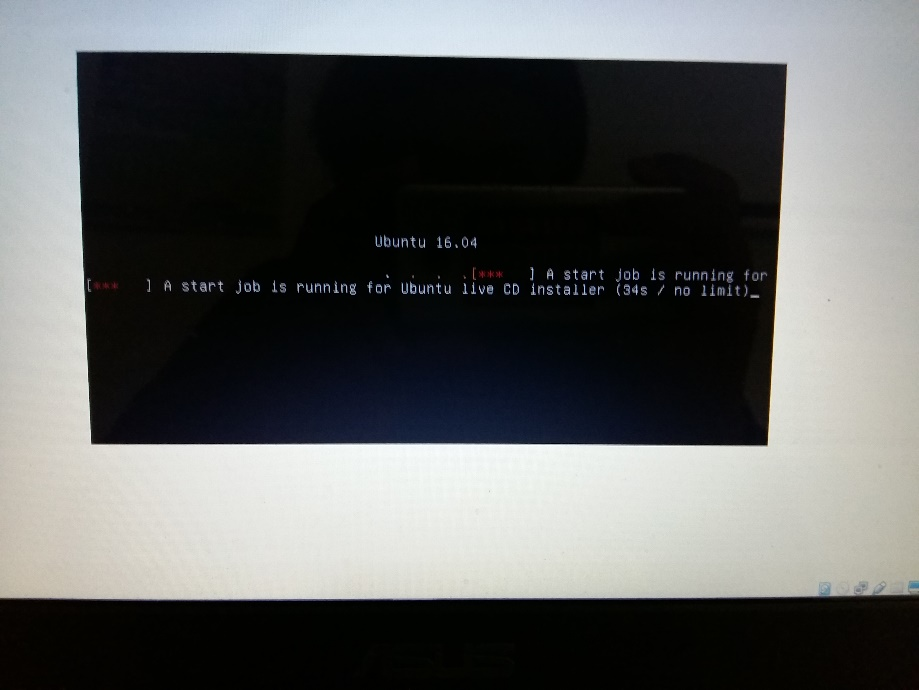 Ubuntu 16.04
. . . .[*** ] A start job is running for
[*** ] A start job is running for Ubuntu live CD installer (34s / no limit)_
ASUS